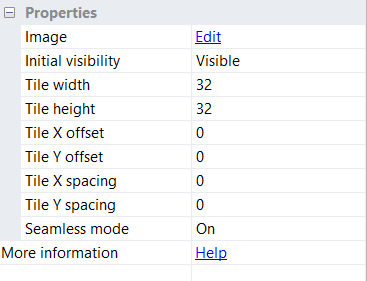 Properties
Image Edit
Initial visibility Visible
Tile width 32
Tile height 32
Tile X offset 0
Tile Y offset 0
Tile X spacing 0
Tile Y spacing 0
Seamless mode On
More information Help